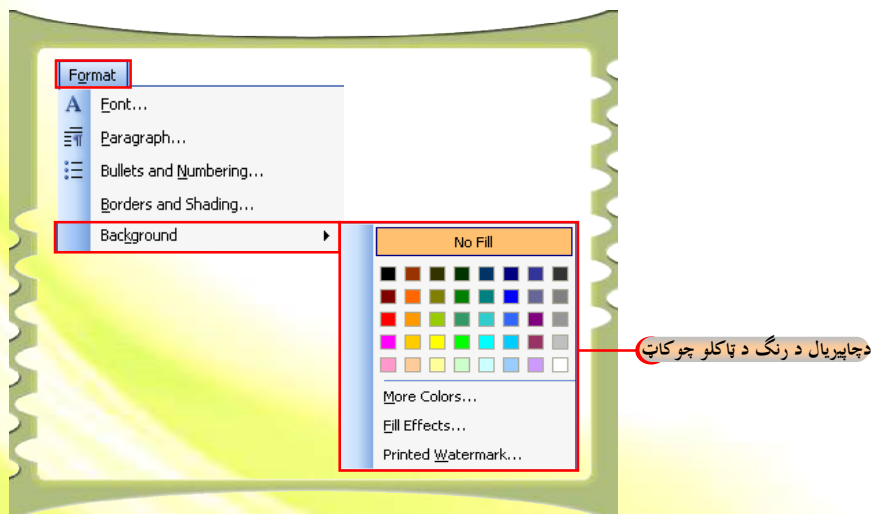 Format
Font...
Paragraph...
Bullets and Numbering...
Borders and Shading...
Background
No Fill
More Colors...
Fill Effects...
Printed Watermark...
دچاپیریال د رنگ د ټاکلو چوکاټ